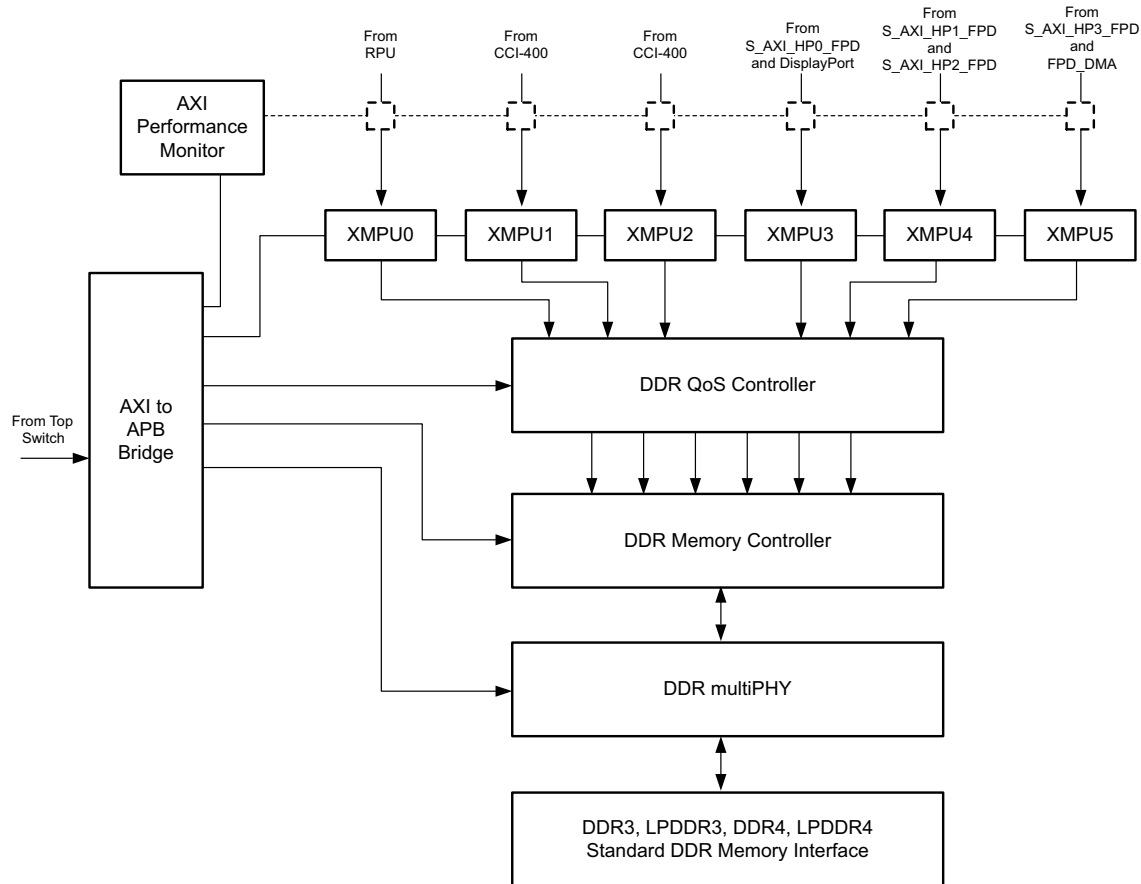 From
RPU
From
CCI-400
From
CCI-400
From
S_AXI_HP0_FPD
and DisplayPort
From
S_AXI_HP1_FPD
and
S_AXI_HP2_FPD
From
S_AXI_HP3_FPD
and
FPD_DMA
AXI
Performance
Monitor
XMPU0
XMPU1
XMPU2
XMPU3
XMPU4
XMPU5
From Top
Switch
AXI to
APB
Bridge
DDR QoS Controller
DDR Memory Controller
DDR multiPHY
DDR3, LPDDR3, DDR4, LPDDR4
Standard DDR Memory Interface